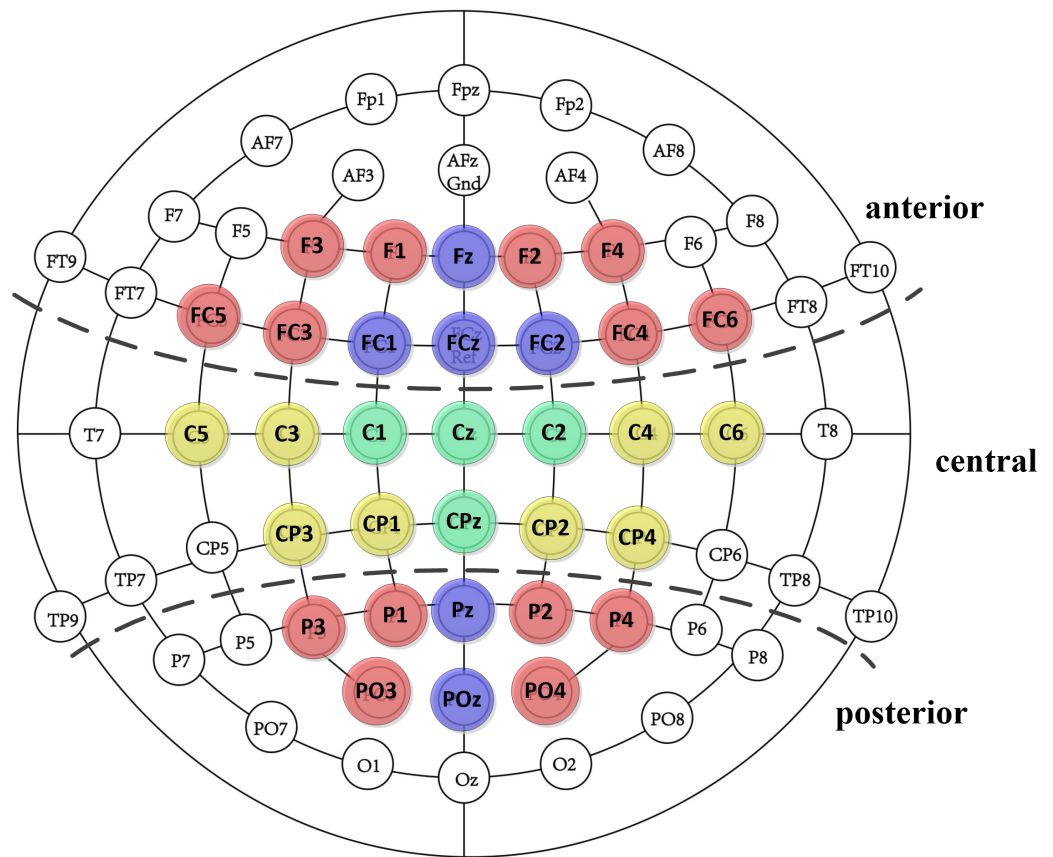 Fp1 Fpz Fp2
AF7 AF8
AF3 AFz AF4
Gnd
anterior
F7 F5 F3 F1 Fz F2 F4 F6 F8
FT9 FT10
FT7 FC5 FC3 FC1 FCz FC2 FC4 FC6 FT8
Ref
T7 C5 C3 C1 Cz C2 C4 C6 T8
central
CP5 CP3 CP1 CPz CP2 CP4 CP6
TP9 TP7 TP8 TP10
P7 P5 P3 P1 Pz P2 P4 P6 P8
PO7 PO3 POz PO4 PO8
posterior
O1 Oz O2